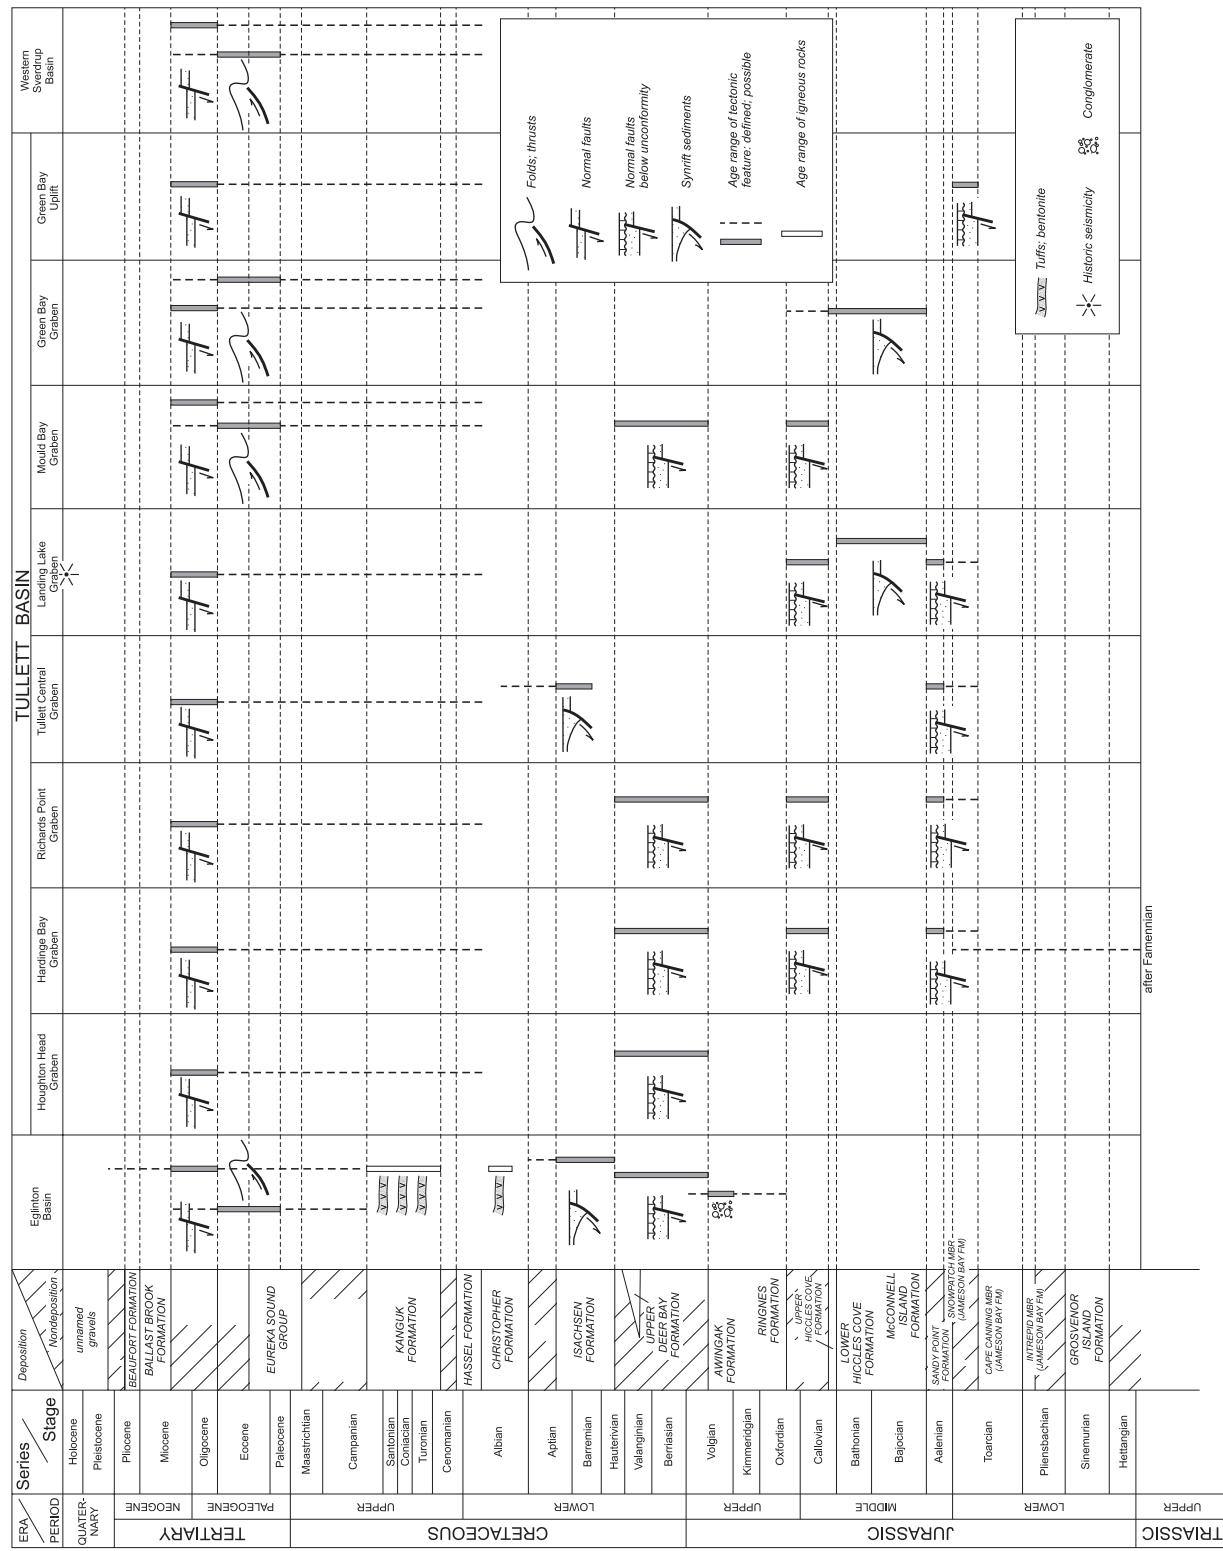 ERA
PERIOD
Series
Stage
Deposition
Nondeposition
Eglinton
Basin
TULLETT BASIN
Houghton Head
Graben
Hardinge Bay
Graben
Richards Point
Graben
Tullett Central
Graben
Landing Lake
Graben
Mould Bay
Graben
Green Bay
Graben
Green Bay
Uplift
Western
Sverdrup
Basin
QUATER-
NARY
Holocene
Pleistocene
unnamed
gravels
TERTIARY
NEOGENE
Pliocene
Miocene
BEAUFORT FORMATION
BALLAST BROOK
FORMATION
PALEOGENE
Oligocene
Eocene
Paleocene
EUREKA SOUND
GROUP
CRETACEOUS
UPPER
Maastrichtian
Campanian
Santonian
Coniacian
Turonian
Cenomanian
KANGUK
FORMATION
HASSEL FORMATION
LOWER
Albian
Aptian
Barremian
Hauterivian
Valanginian
Berriasian
CHRISTOPHER
FORMATION
ISACHSEN
FORMATION
UPPER
DEER BAY
FORMATION
JURASSIC
UPPER
Volgian
Kimmeridgian
Oxfordian
AWINGAK
FORMATION
RINGNES
FORMATION
MIDDLE
Callovian
Bathonian
Bajocian
Aalenian
UPPER
HICCLES COVE
FORMATION
LOWER
HICCLES COVE
FORMATION
McCONNELL
ISLAND
FORMATION
SANDY POINT
FORMATION
SNOWPATCH MBR
(JAMESON BAY FM)
LOWER
Toarcian
Pliensbachian
Sinemurian
Hettangian
CAPE CANNING MBR
(JAMESON BAY FM)
INTREPID MBR
(JAMESON BAY FM)
GROSVENOR
ISLAND
FORMATION
TRIASSIC
UPPER
after Famennian
Folds; thrusts
Normal faults
Normal faults
below unconformity
Synrift sediments
Age range of tectonic
feature: defined; possible
Age range of igneous rocks
Tuffs; bentonite
Historic seismicity
Conglomerate